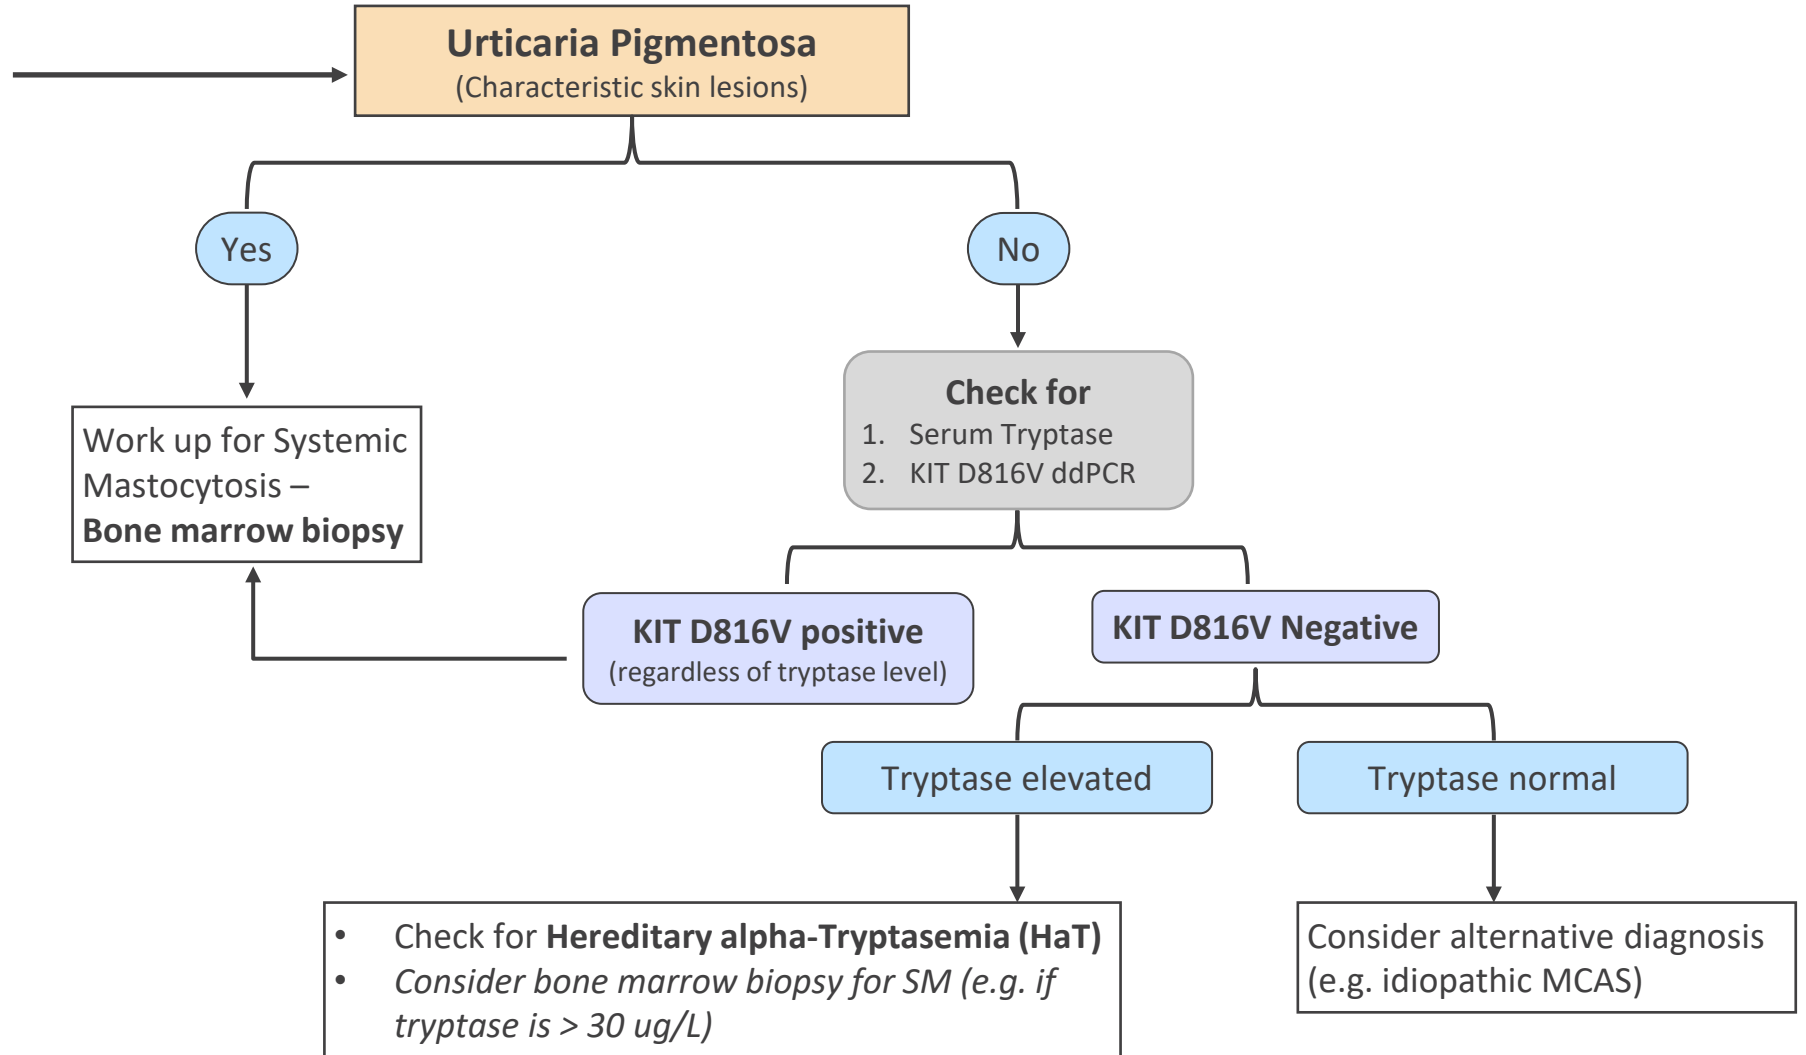 Urticaria Pigmentosa
(Characteristic skin lesions)
Yes
No
Work up for Systemic
Mastocytosis –
Bone marrow biopsy
Check for
1. Serum Tryptase
2. KIT D816V ddPCR
KIT D816V positive
(regardless of tryptase level)
KIT D816V Negative
Tryptase elevated
Tryptase normal
• Check for Hereditary alpha-Tryptasemia (HaT)
• Consider bone marrow biopsy for SM (e.g. if
tryptase is > 30 ug/L)
Consider alternative diagnosis
(e.g. idiopathic MCAS)